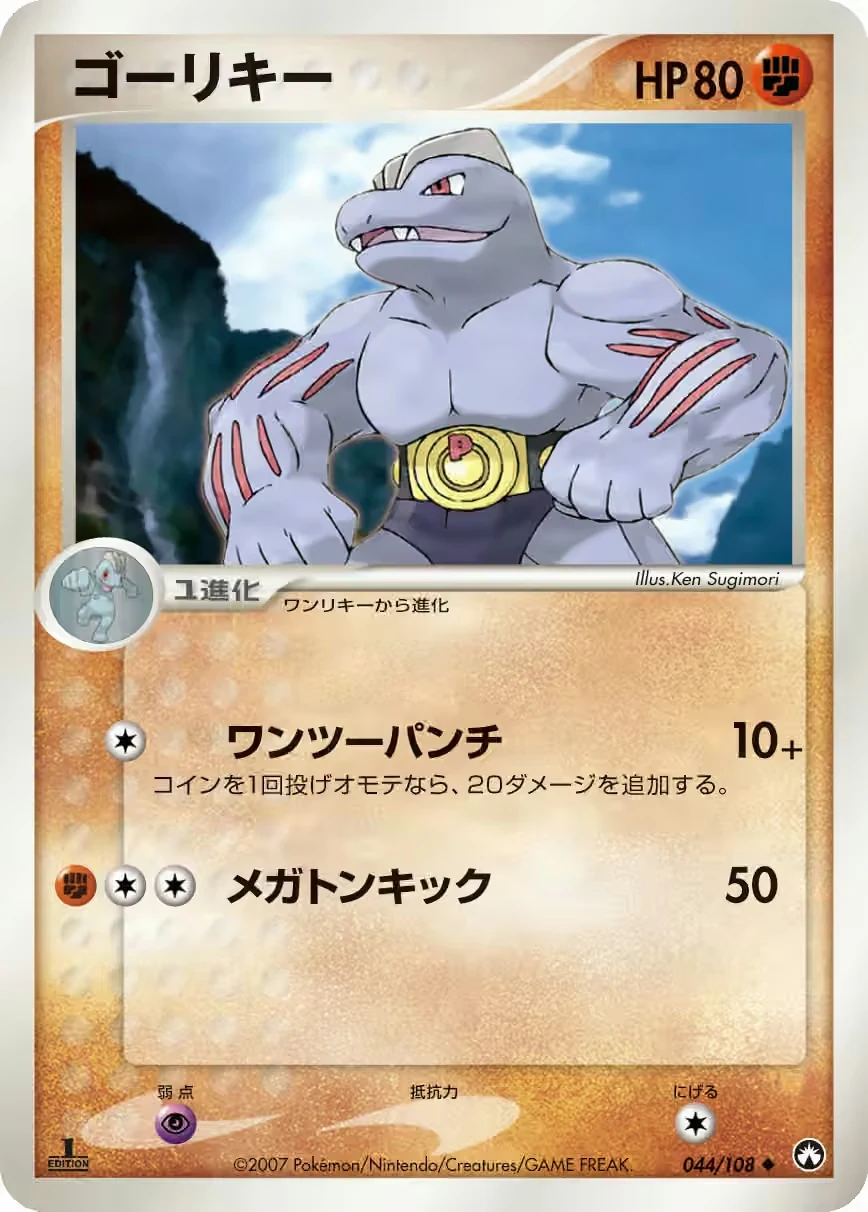 ゴーリキー
HP80
Illus.Ken Sugimori
1進化
ワンリキーから進化
ワンツーパンチ 10+
コインを1回投げオモテなら、20ダメージを追加する。
メガトンキック 50
弱点 抵抗力 にげる
1
EDITION
©2007 Pokémon/Nintendo/Creatures/GAME FREAK.
044/108 ◆